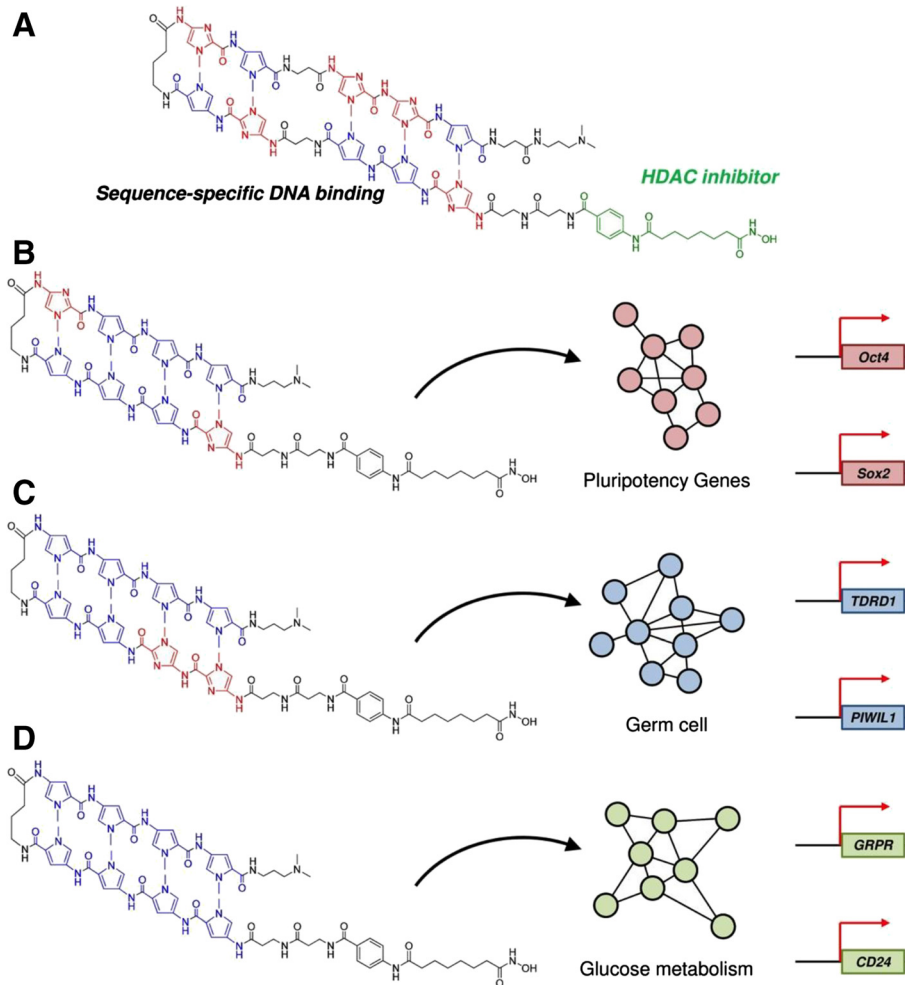 A
Sequence-specific DNA binding
HDAC inhibitor
B
Pluripotency Genes
Oct4
Sox2
C
Germ cell
TDRD1
PIWIL1
D
Glucose metabolism
GRPR
CD24